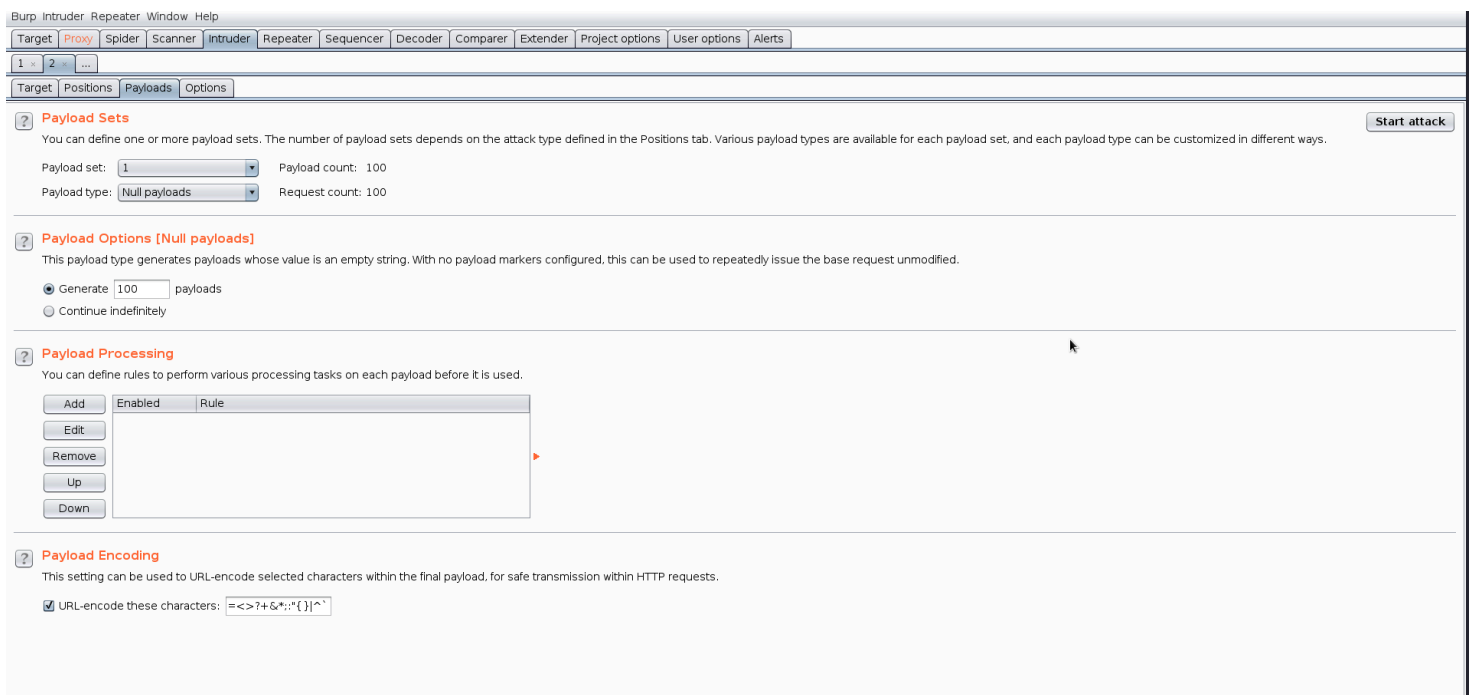 Burp Intruder Repeater Window Help
Target Proxy Spider Scanner Intruder Repeater Sequencer Decoder Comparer Extender Project options User options Alerts
1 × 2 × ...
Target Positions Payloads Options
? Payload Sets
Start attack
You can define one or more payload sets. The number of payload sets depends on the attack type defined in the Positions tab. Various payload types are available for each payload set, and each payload type can be customized in different ways.
Payload set: 1 Payload count: 100
Payload type: Null payloads Request count: 100
? Payload Options [Null payloads]
This payload type generates payloads whose value is an empty string. With no payload markers configured, this can be used to repeatedly issue the base request unmodified.
Generate 100 payloads
Continue indefinitely
? Payload Processing
You can define rules to perform various processing tasks on each payload before it is used.
Add Enabled Rule
Edit
Remove
Up
Down
? Payload Encoding
This setting can be used to URL-encode selected characters within the final payload, for safe transmission within HTTP requests.
URL-encode these characters: =<>?+&*;:"{}|^`